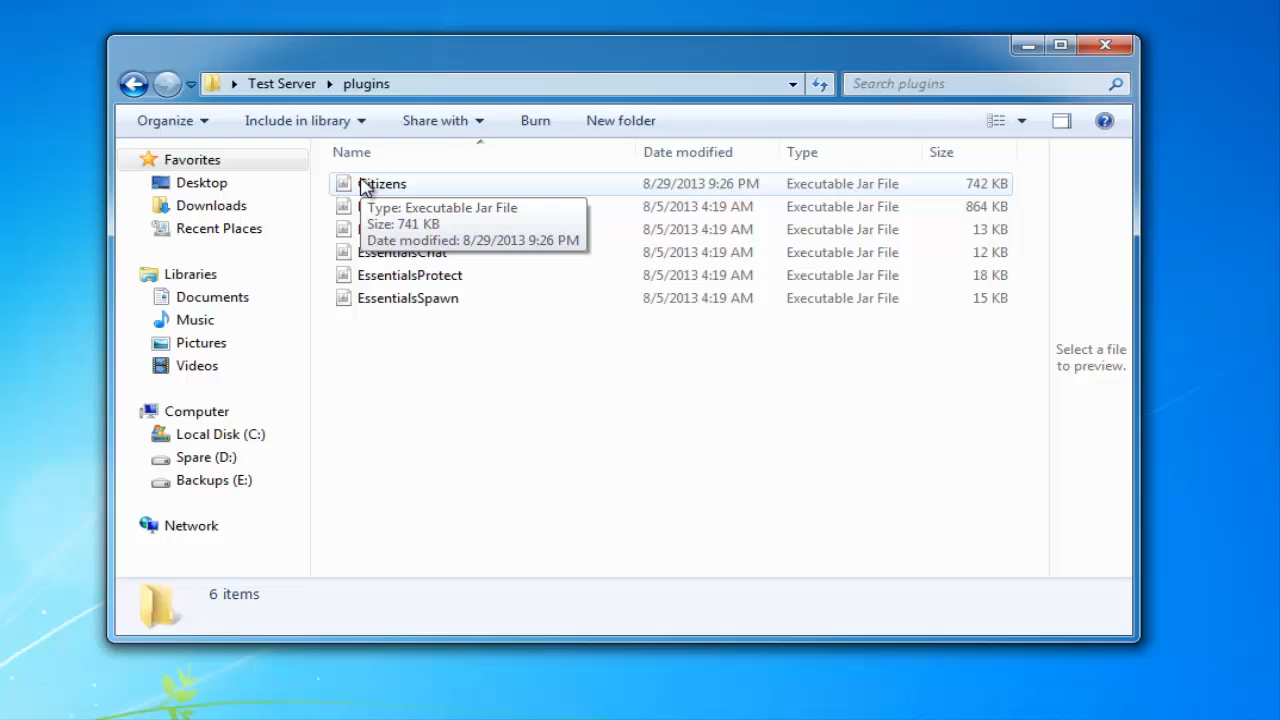 Test Server plugins
Search plugins
Organize Include in library Share with Burn New folder
Name Date modified Type Size
Favorites
Desktop
Downloads
Recent Places
Libraries
Documents
Music
Pictures
Videos
Computer
Local Disk (C:)
Spare (D:)
Backups (E:)
Network
8/29/2013 9:26 PM Executable Jar File 742 KB
8/5/2013 4:19 AM Executable Jar File 864 KB
8/5/2013 4:19 AM Executable Jar File 13 KB
EssentialsChat 8/5/2013 4:19 AM Executable Jar File 12 KB
EssentialsProtect 8/5/2013 4:19 AM Executable Jar File 18 KB
EssentialsSpawn 8/5/2013 4:19 AM Executable Jar File 15 KB
Type: Executable Jar File
Size: 741 KB
Date modified: 8/29/2013 9:26 PM
Select a file
to preview.
6 items